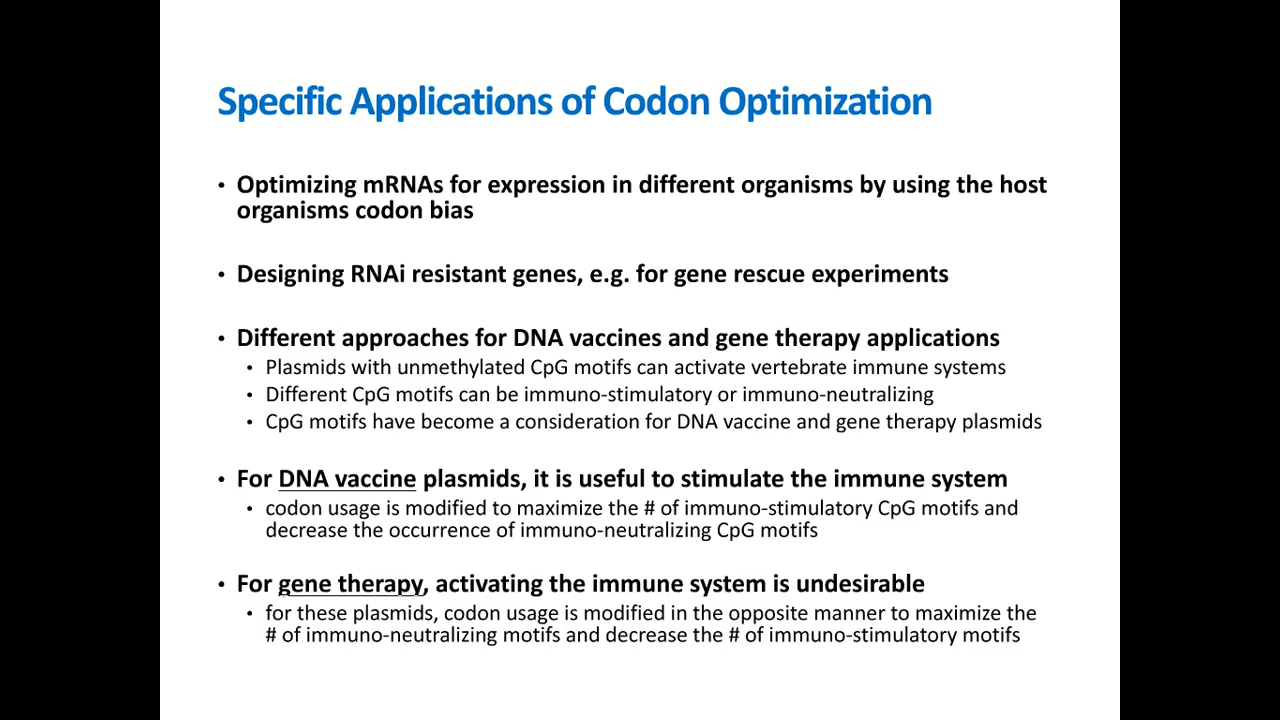 Specific Applications of Codon Optimization
• Optimizing mRNAs for expression in different organisms by using the host
organisms codon bias
• Designing RNAi resistant genes, e.g. for gene rescue experiments
• Different approaches for DNA vaccines and gene therapy applications
• Plasmids with unmethylated CpG motifs can activate vertebrate immune systems
• Different CpG motifs can be immuno-stimulatory or immuno-neutralizing
• CpG motifs have become a consideration for DNA vaccine and gene therapy plasmids
• For DNA vaccine plasmids, it is useful to stimulate the immune system
• codon usage is modified to maximize the # of immuno-stimulatory CpG motifs and
decrease the occurrence of immuno-neutralizing CpG motifs
• For gene therapy, activating the immune system is undesirable
• for these plasmids, codon usage is modified in the opposite manner to maximize the
# of immuno-neutralizing motifs and decrease the # of immuno-stimulatory motifs